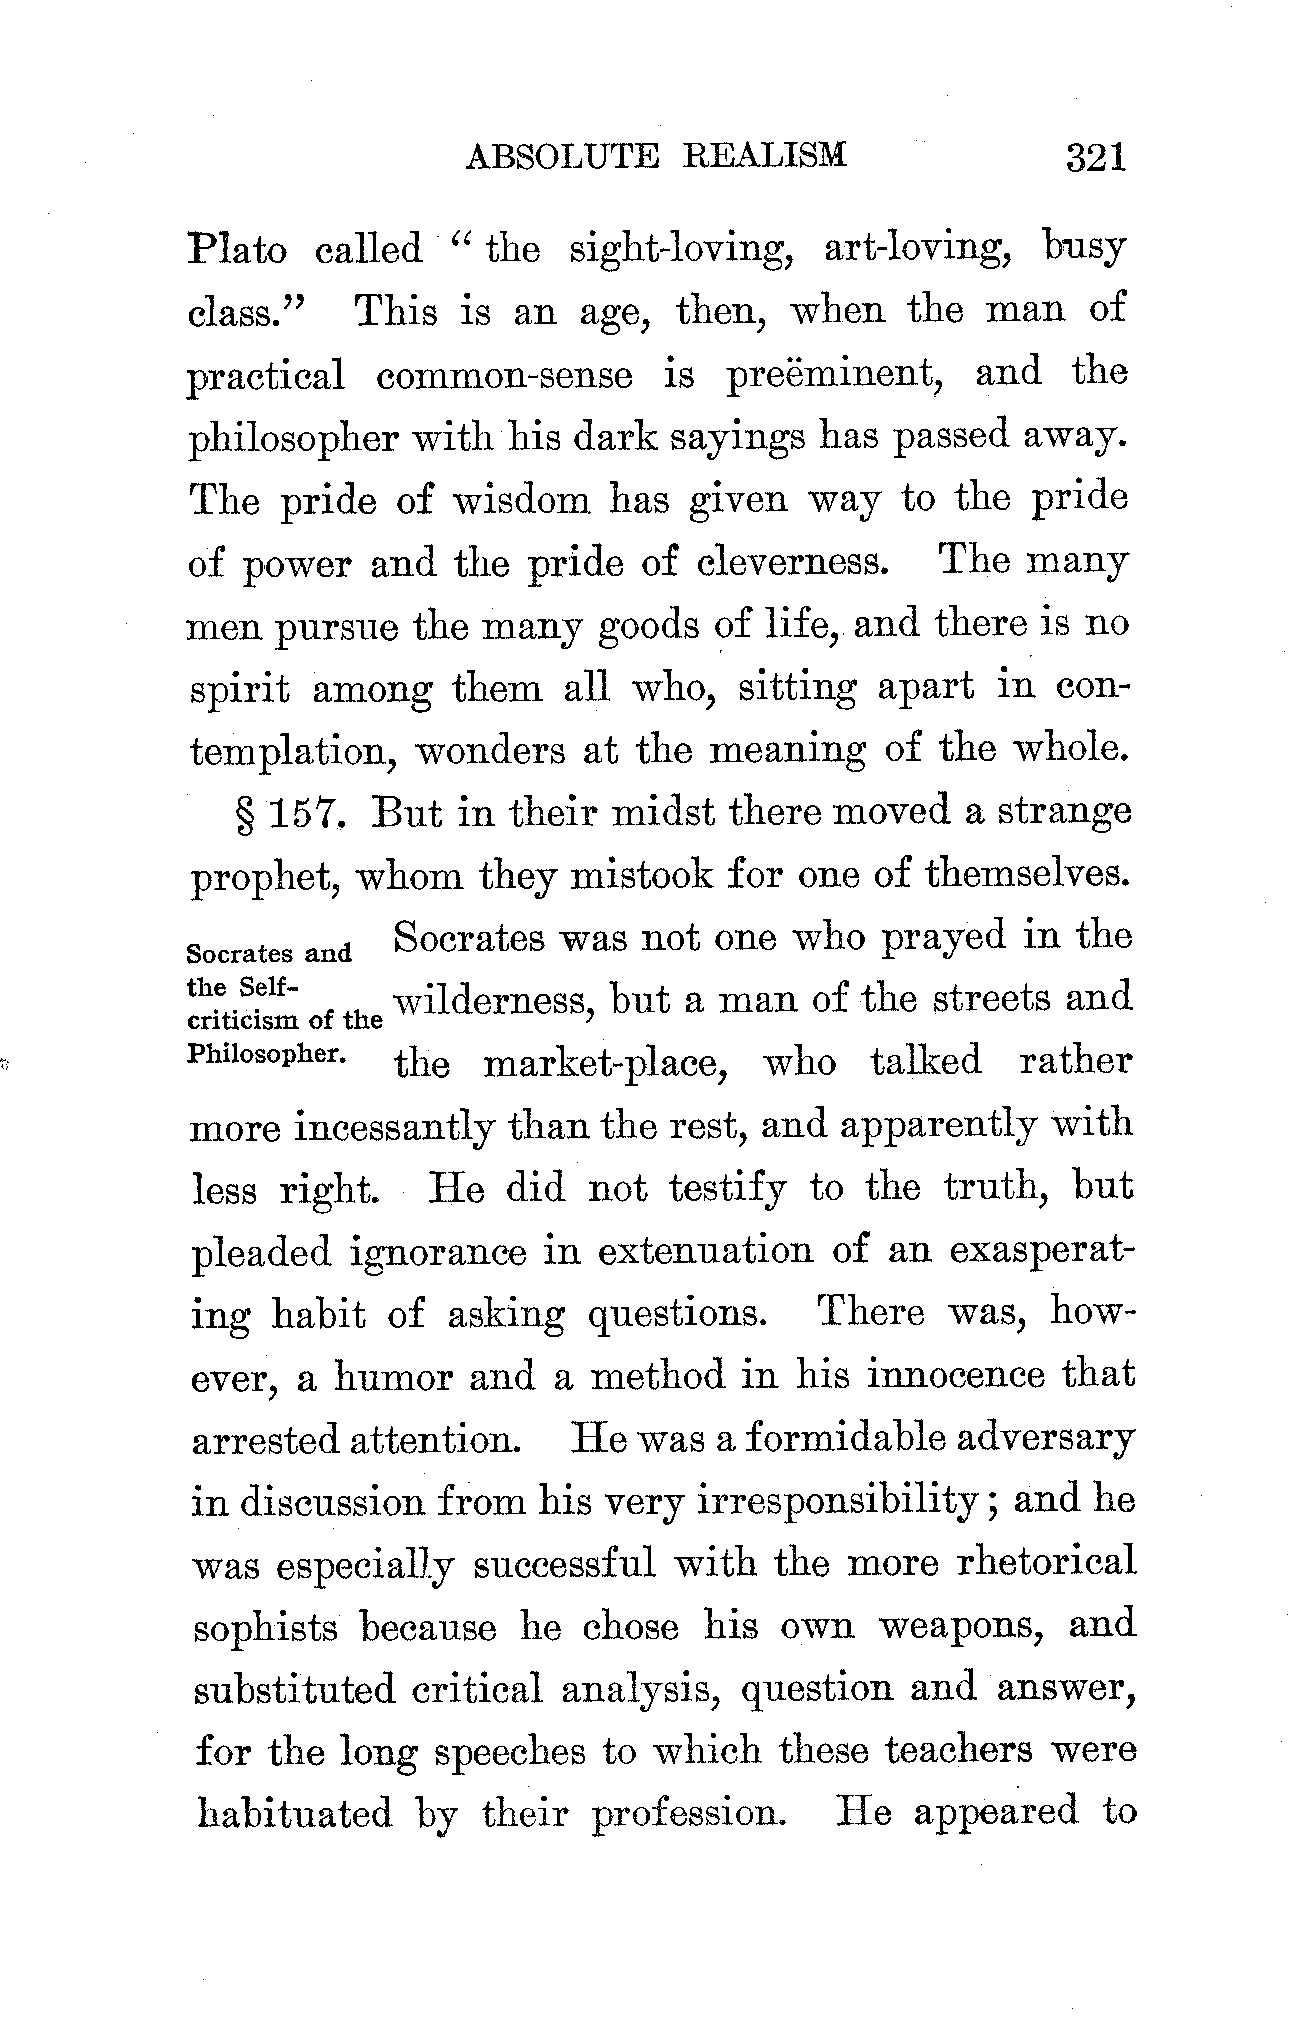 ABSOLUTE REALISM 321
Plato called “ the sight-loving, art-loving, busy
class.” This is an age, then, when the man of
practical common-sense is preëminent, and the
philosopher with his dark sayings has passed away.
The pride of wisdom has given way to the pride
of power and the pride of cleverness. The many
men pursue the many goods of life, and there is no
spirit among them all who, sitting apart in con-
templation, wonders at the meaning of the whole.
§ 157. But in their midst there moved a strange
prophet, whom they mistook for one of themselves.
Socrates and
the Self-
criticism of the
Philosopher.
Socrates was not one who prayed in the
wilderness, but a man of the streets and
the market-place, who talked rather
more incessantly than the rest, and apparently with
less right. He did not testify to the truth, but
pleaded ignorance in extenuation of an exasperat-
ing habit of asking questions. There was, how-
ever, a humor and a method in his innocence that
arrested attention. He was a formidable adversary
in discussion from his very irresponsibility ; and he
was especially successful with the more rhetorical
sophists because he chose his own weapons, and
substituted critical analysis, question and answer,
for the long speeches to which these teachers were
habituated by their profession. He appeared to